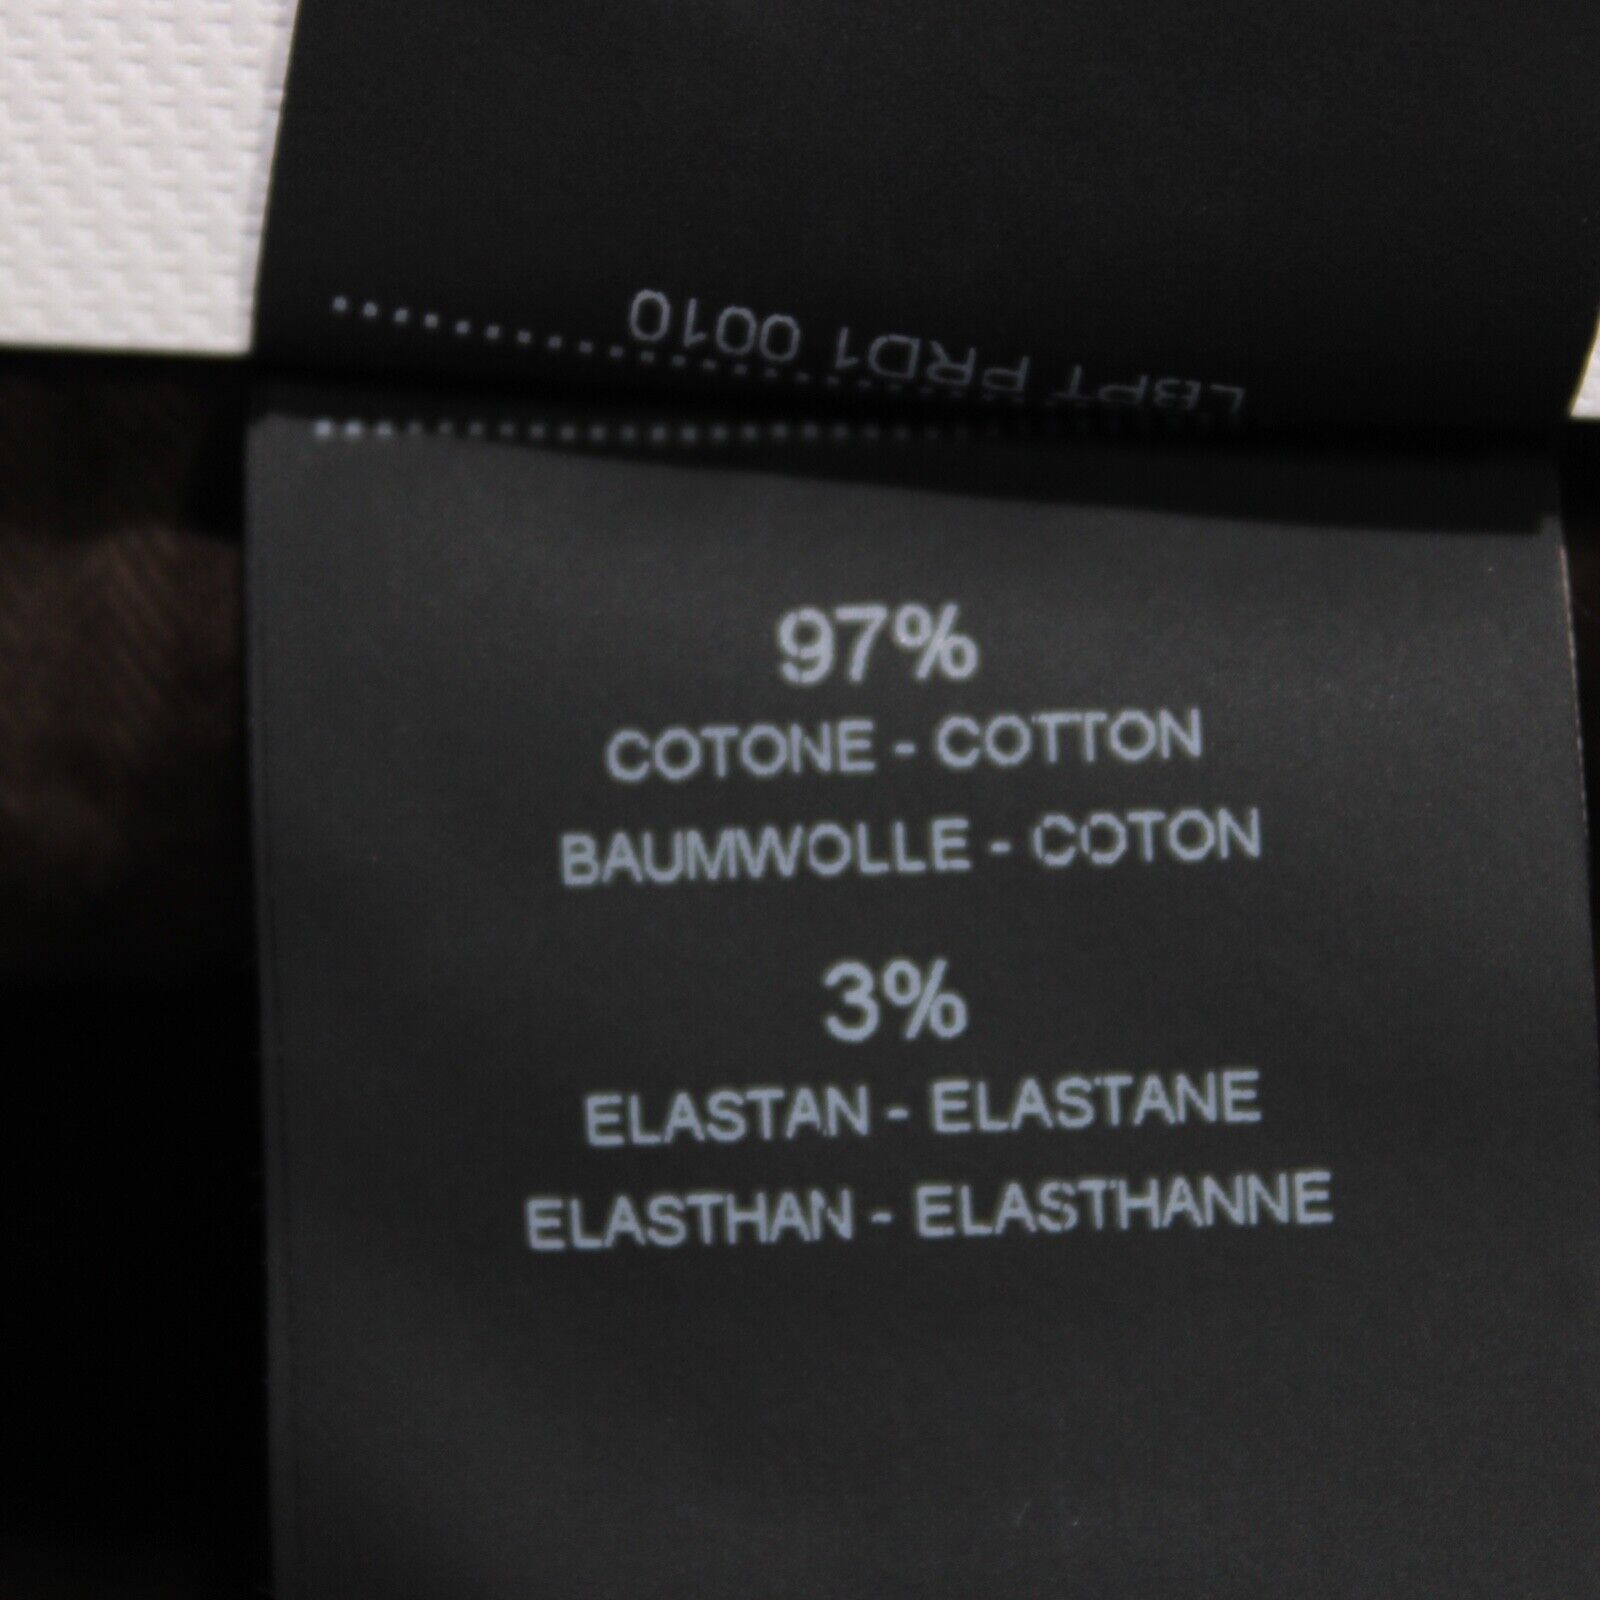 LBPT PRD1 0010
97%
COTONE - COTTON
BAUMWOLLE - COTON
3%
ELASTAN - ELASTANE
ELASTHAN - ELASTHANNE